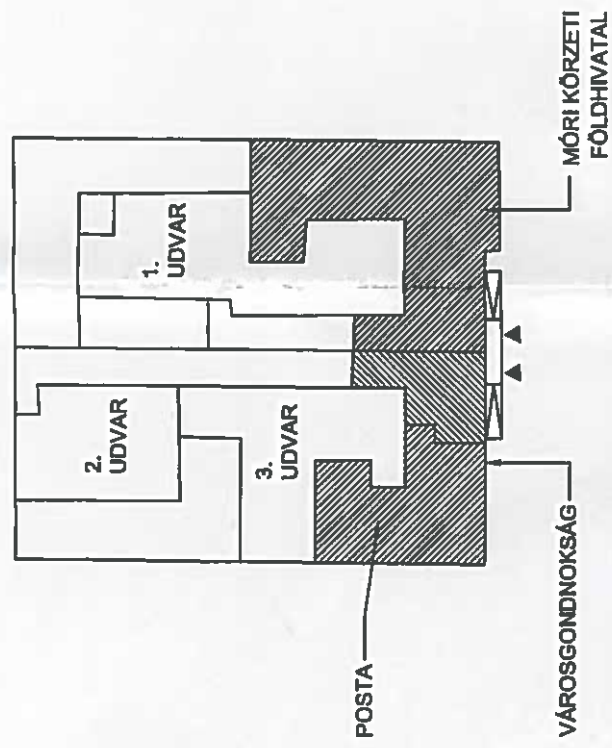 2.
UDVAR
1.
UDVAR
3.
UDVAR
POSTA
VÁROSGONDNOKSÁG
MÓRI KÖRZETI
FÖLDHIVATAL